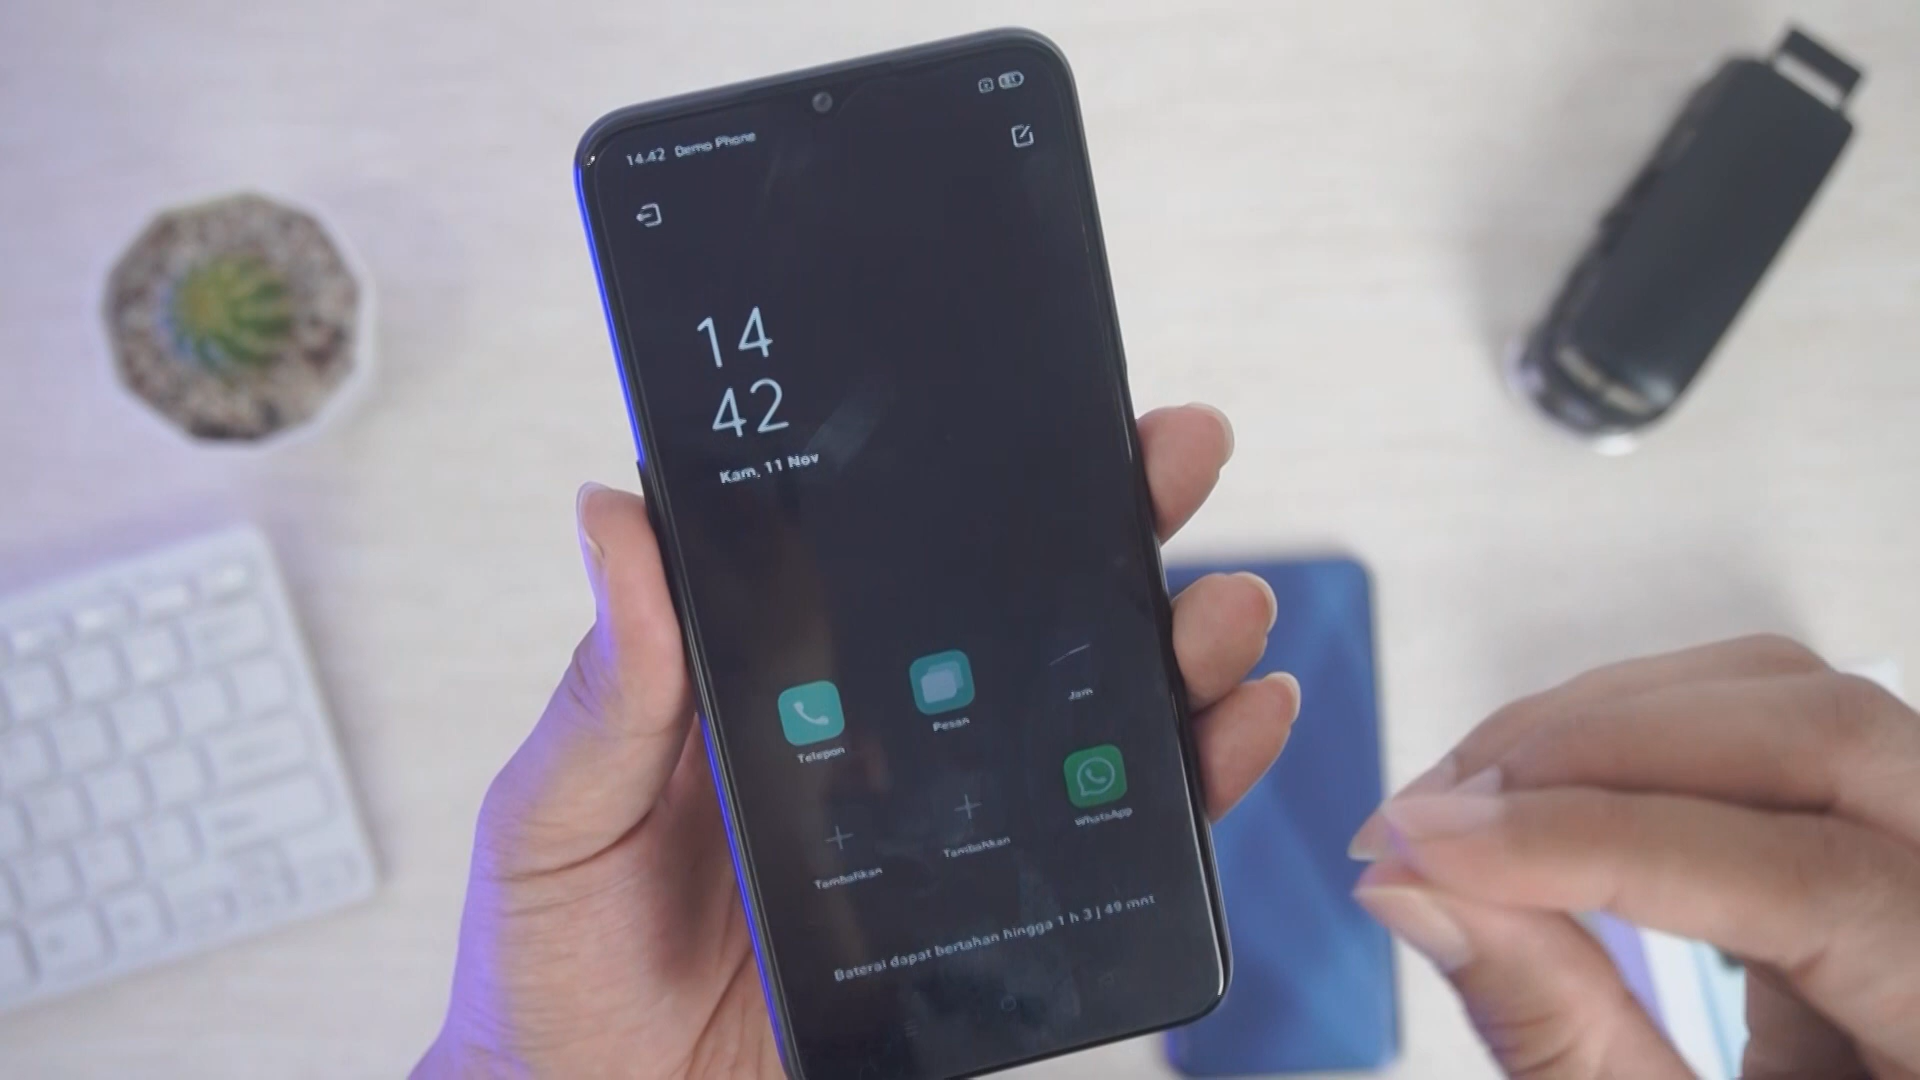 14.42 Demo Phone
14
42
Kam, 11 Nov
Telepon
Pesan
Jam
Tambahkan
Tambahkan
WhatsApp
Baterai dapat bertahan hingga 1 h 3 j 49 mnt